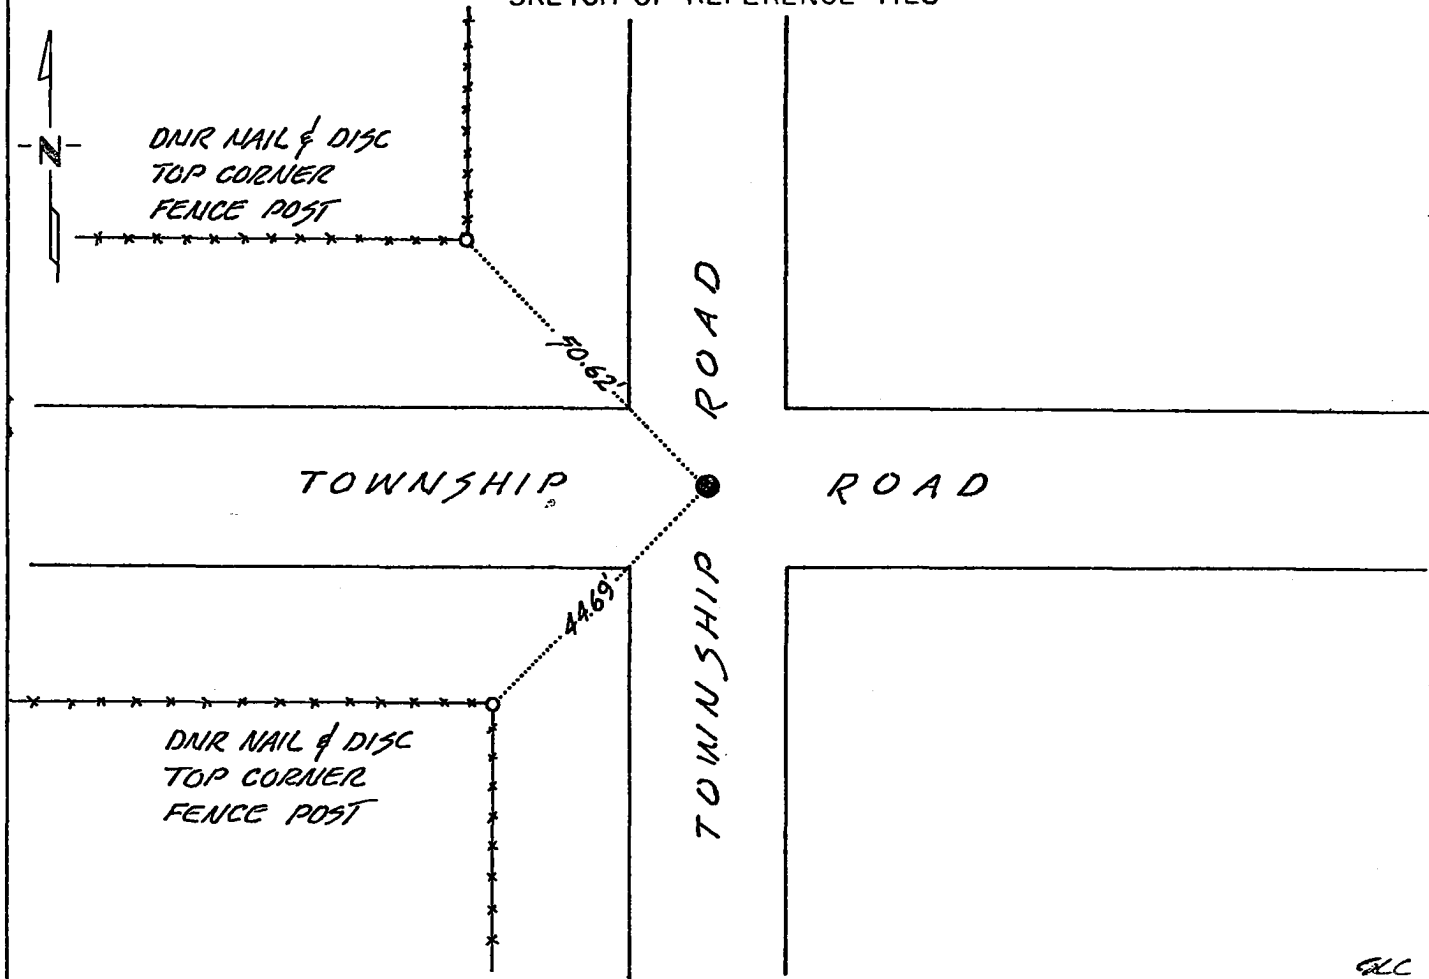 SKETCH OF REFERENCE TIES
N
DNR NAIL & DISC
TOP CORNER
FENCE POST
50.62'
ROAD
TOWNSHIP
ROAD
44.69'
TOWNSHIP
DNR NAIL & DISC
TOP CORNER
FENCE POST